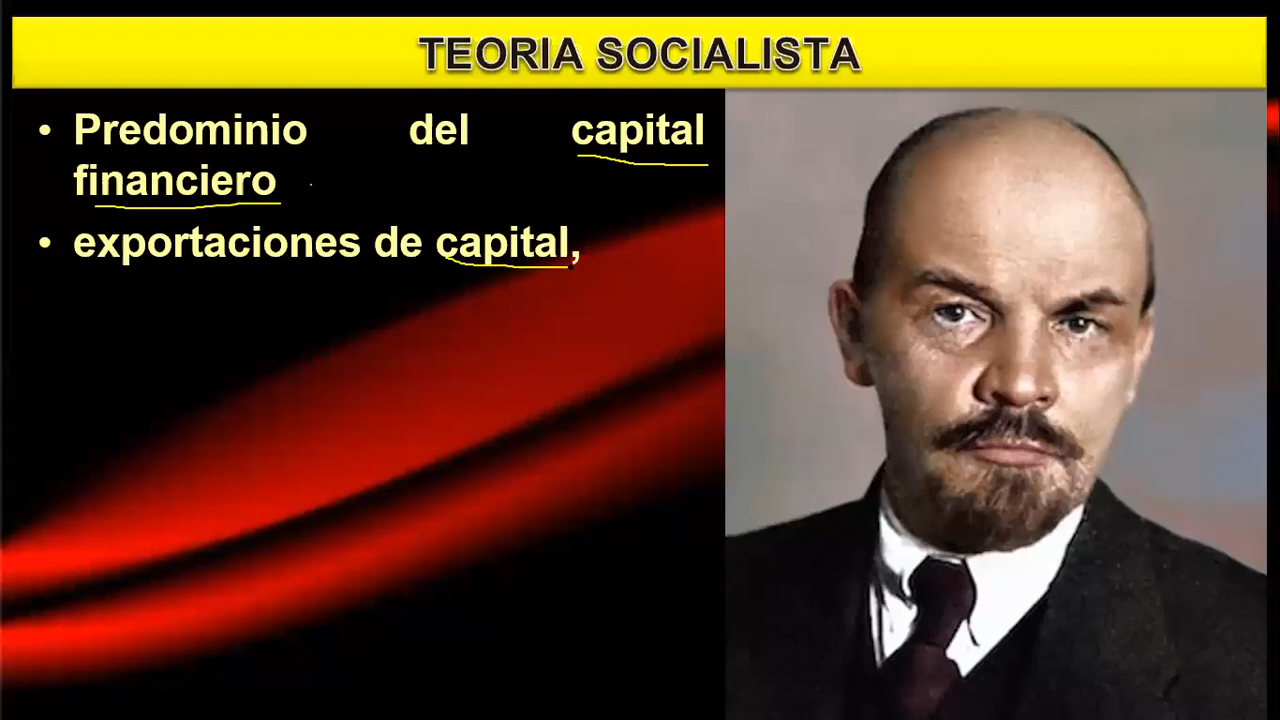 TEORIA SOCIALISTA
• Predominio del capital
financiero
• exportaciones de capital,